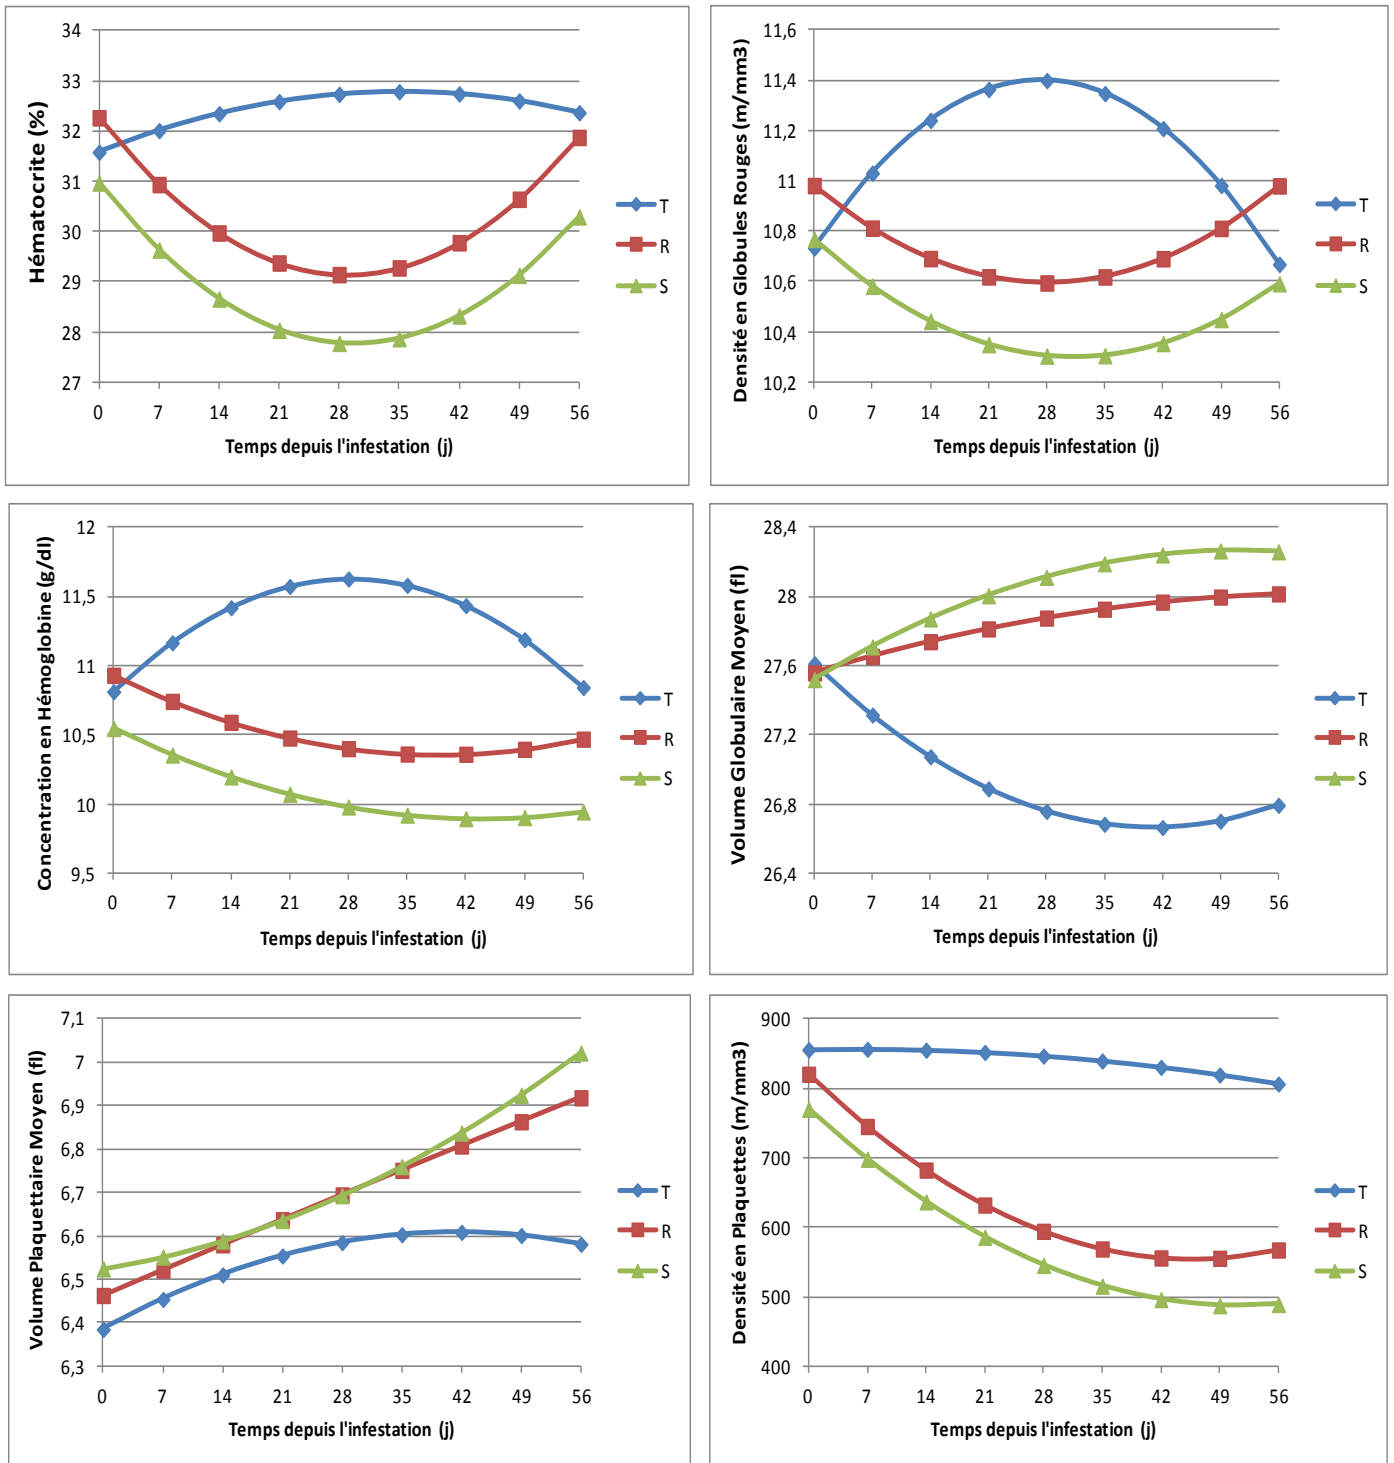 Hématocrite (%)
34
33
32
31
30
29
28
27
0 7 14 21 28 35 42 49 56
Temps depuis l'infestation (j)
T
R
S
Densité en Globules Rouges (m/mm3)
11,6
11,4
11,2
11
10,8
10,6
10,4
10,2
0 7 14 21 28 35 42 49 56
Temps depuis l'infestation (j)
T
R
S
Concentration en Hémoglobine (g/dl)
12
11,5
11
10,5
10
9,5
0 7 14 21 28 35 42 49 56
Temps depuis l'infestation (j)
T
R
S
Volume Globulaire Moyen (fl)
28,4
28
27,6
27,2
26,8
26,4
0 7 14 21 28 35 42 49 56
Temps depuis l'infestation (j)
T
R
S
Volume Plaquettaire Moyen (fl)
7,1
7
6,9
6,8
6,7
6,6
6,5
6,4
6,3
0 7 14 21 28 35 42 49 56
Temps depuis l'infestation (j)
T
R
S
Densité en Plaquettes (m/mm3)
900
800
700
600
500
400
0 7 14 21 28 35 42 49 56
Temps depuis l'infestation (j)
T
R
S